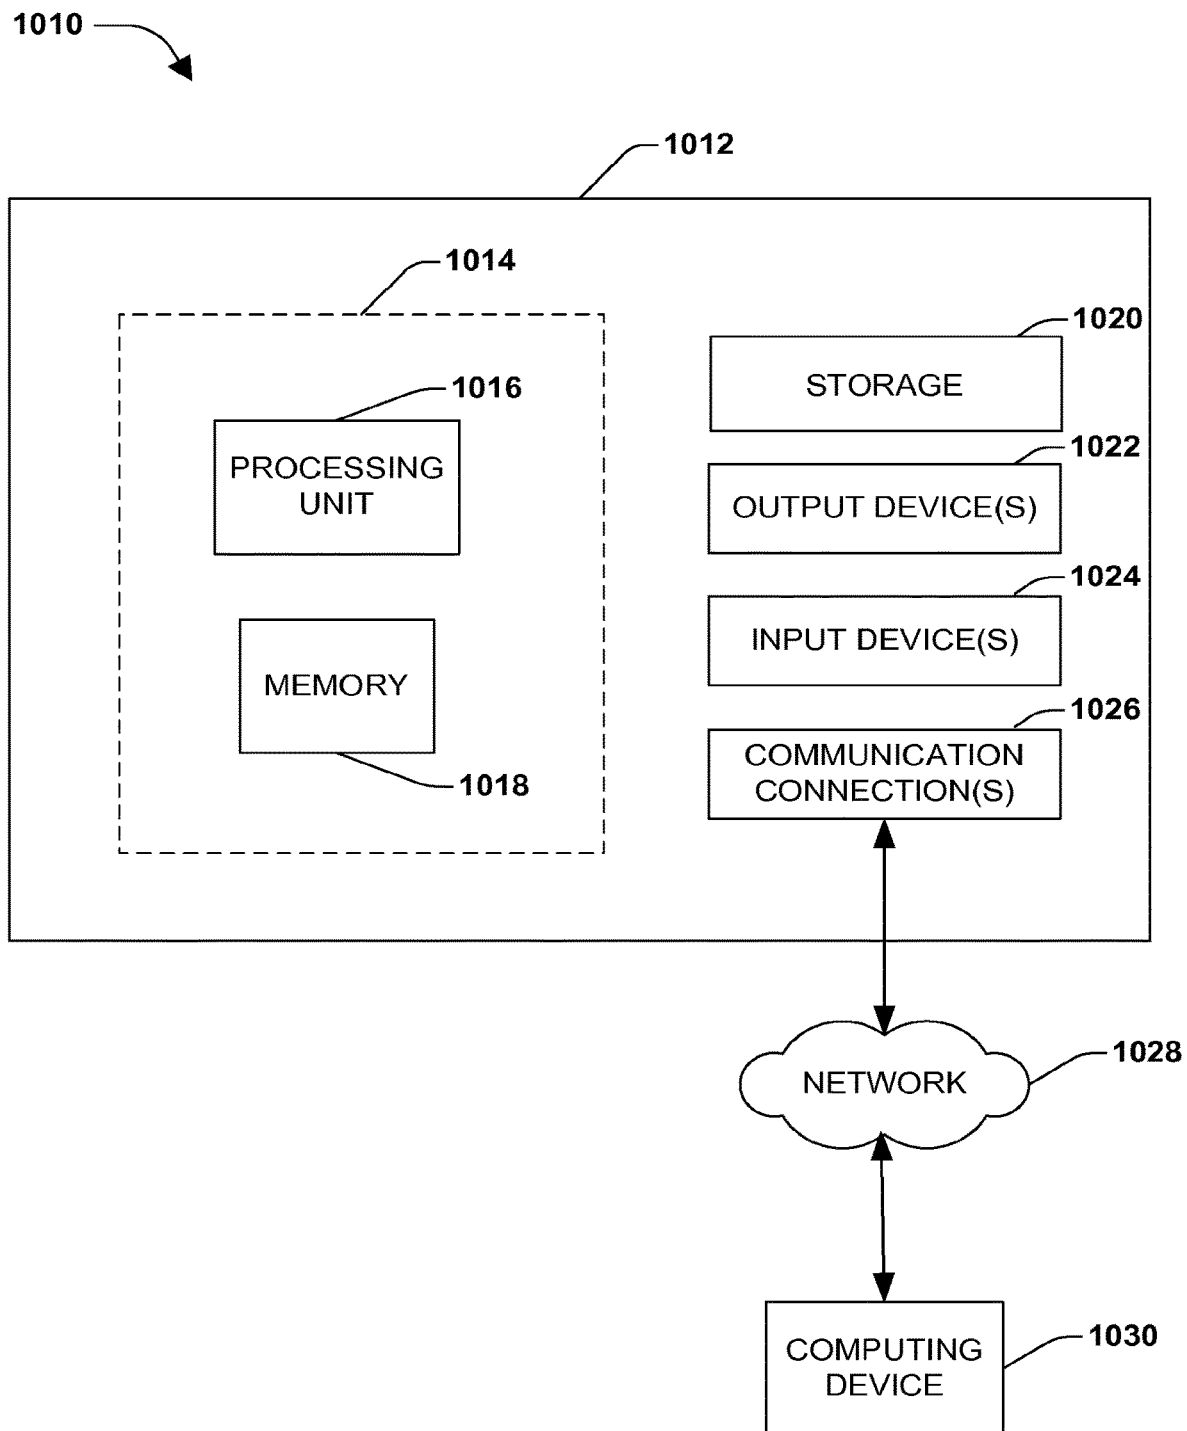 1010
1012
1014
1020
STORAGE
1016
PROCESSING
UNIT
1022
OUTPUT DEVICE(S)
1024
INPUT DEVICE(S)
MEMORY
1018
1026
COMMUNICATION
CONNECTION(S)
1028
NETWORK
1030
COMPUTING
DEVICE